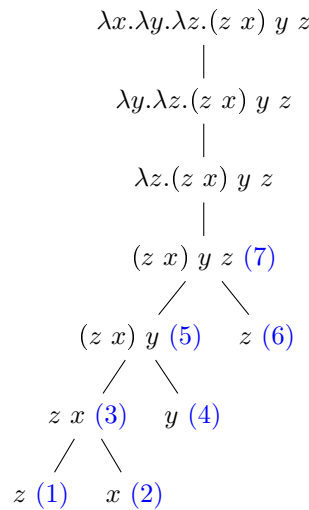 λx.λy.λz.(z x) y z
λy.λz.(z x) y z
λz.(z x) y z
(z x) y z (7)
(z x) y (5) z (6)
z x (3) y (4)
z (1) x (2)